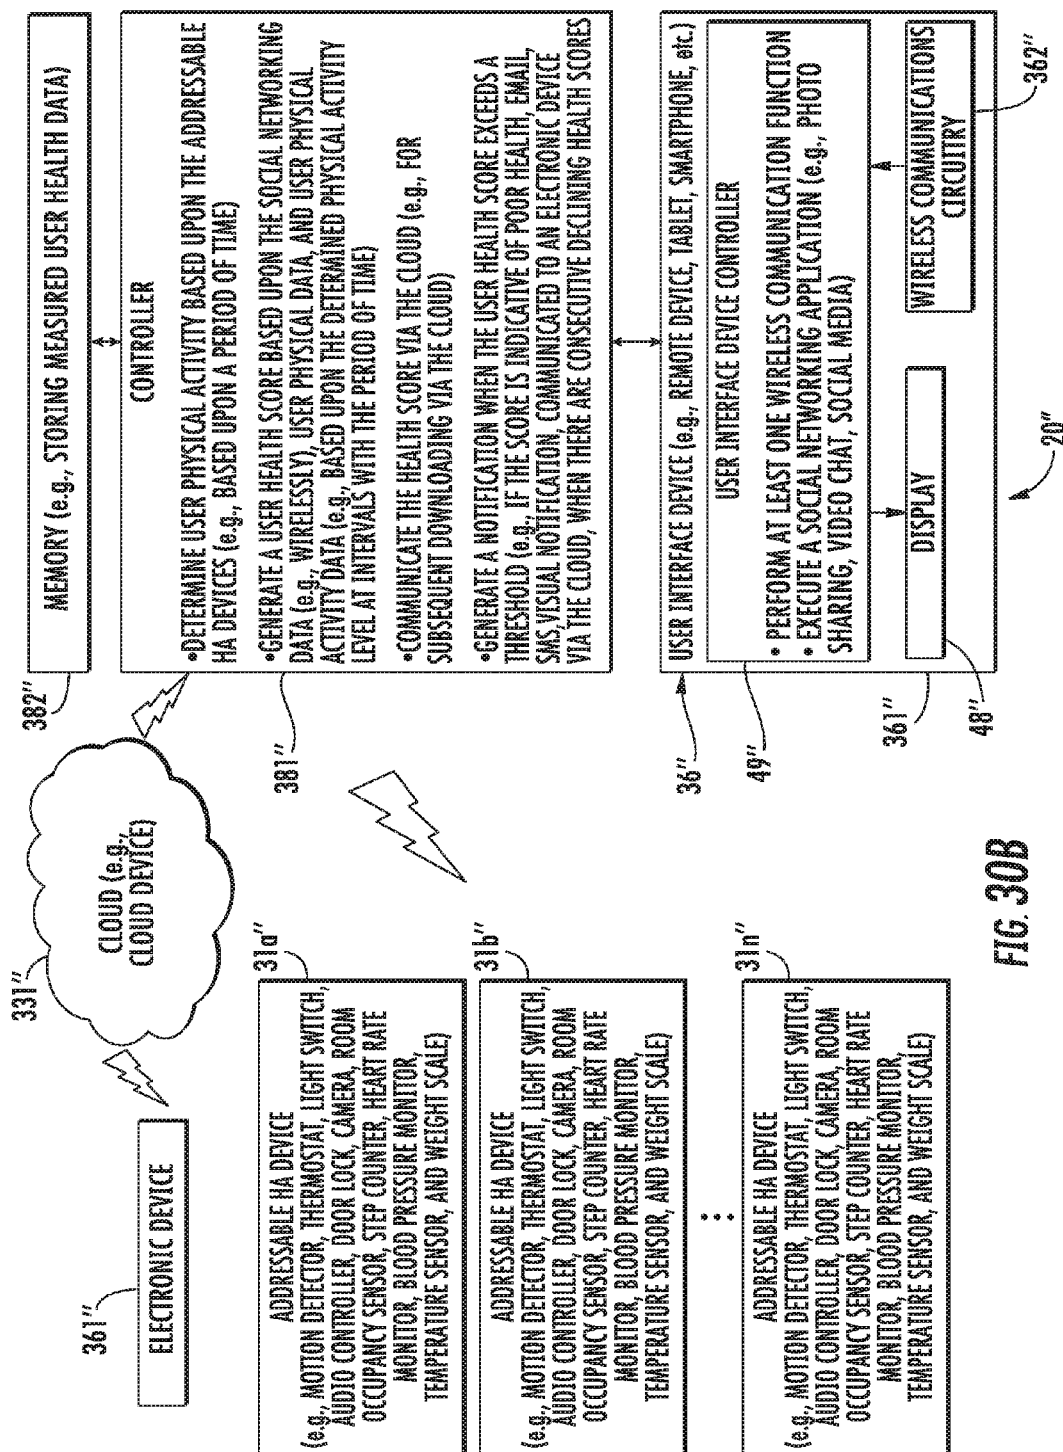 361"
ELECTRONIC DEVICE
331"
CLOUD (e.g.,
CLOUD DEVICE)
382"
MEMORY (e.g., STORING MEASURED USER HEALTH DATA)
ADDRESSABLE HA DEVICE
(e.g., MOTION DETECTOR, THERMOSTAT, LIGHT SWITCH,
AUDIO CONTROLLER, DOOR LOCK, CAMERA, ROOM
OCCUPANCY SENSOR, STEP COUNTER, HEART RATE
MONITOR, BLOOD PRESSURE MONITOR,
TEMPERATURE SENSOR, AND WEIGHT SCALE)
31a"
ADDRESSABLE HA DEVICE
(e.g., MOTION DETECTOR, THERMOSTAT, LIGHT SWITCH,
AUDIO CONTROLLER, DOOR LOCK, CAMERA, ROOM
OCCUPANCY SENSOR, STEP COUNTER, HEART RATE
MONITOR, BLOOD PRESSURE MONITOR,
TEMPERATURE SENSOR, AND WEIGHT SCALE)
31b"
ADDRESSABLE HA DEVICE
(e.g., MOTION DETECTOR, THERMOSTAT, LIGHT SWITCH,
AUDIO CONTROLLER, DOOR LOCK, CAMERA, ROOM
OCCUPANCY SENSOR, STEP COUNTER, HEART RATE
MONITOR, BLOOD PRESSURE MONITOR,
TEMPERATURE SENSOR, AND WEIGHT SCALE)
31n"
381"
CONTROLLER
•DETERMINE USER PHYSICAL ACTIVITY BASED UPON THE ADDRESSABLE
HA DEVICES (e.g., BASED UPON A PERIOD OF TIME)
•GENERATE A USER HEALTH SCORE BASED UPON THE SOCIAL NETWORKING
DATA (e.g., WIRELESSLY), USER PHYSICAL DATA, AND USER PHYSICAL
ACTIVITY DATA (e.g., BASED UPON THE DETERMINED PHYSICAL ACTIVITY
LEVEL AT INTERVALS WITH THE PERIOD OF TIME)
•COMMUNICATE THE HEALTH SCORE VIA THE CLOUD (e.g., FOR
SUBSEQUENT DOWNLOADING VIA THE CLOUD)
•GENERATE A NOTIFICATION WHEN THE USER HEALTH SCORE EXCEEDS A
THRESHOLD (e.g., IF THE SCORE IS INDICATIVE OF POOR HEALTH, EMAIL,
SMS,VISUAL NOTIFICATION, COMMUNICATED TO AN ELECTRONIC DEVICE
VIA THE CLOUD, WHEN THERE ARE CONSECUTIVE DECLINING HEALTH SCORES
36"
USER INTERFACE DEVICE (e.g., REMOTE DEVICE, TABLET, SMARTPHONE, etc.)
49"
USER INTERFACE DEVICE CONTROLLER
• PERFORM AT LEAST ONE WIRELESS COMMUNICATION FUNCTION
• EXECUTE A SOCIAL NETWORKING APPLICATION (e.g., PHOTO
SHARING, VIDEO CHAT, SOCIAL MEDIA)
361"
DISPLAY
48"
WIRELESS COMMUNICATIONS
CIRCUITRY
362"
20"
FIG. 30B